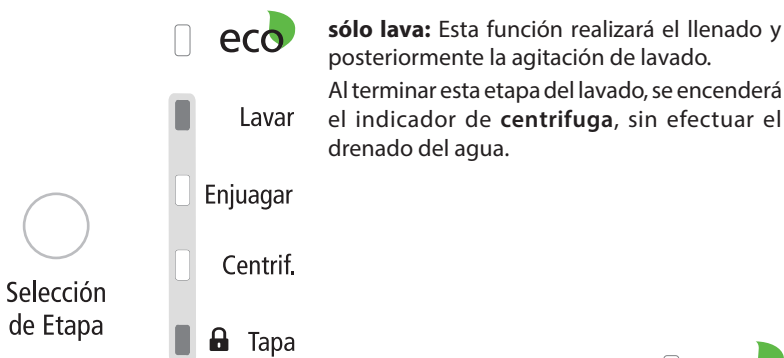 eco
Lavar
Enjuagar
Centrif.
Tapa
Selección
de Etapa
sólo lava: Esta función realizará el llenado y
posteriormente la agitación de lavado.
Al terminar esta etapa del lavado, se encenderá
el indicador de centrifuga, sin efectuar el
drenado del agua.